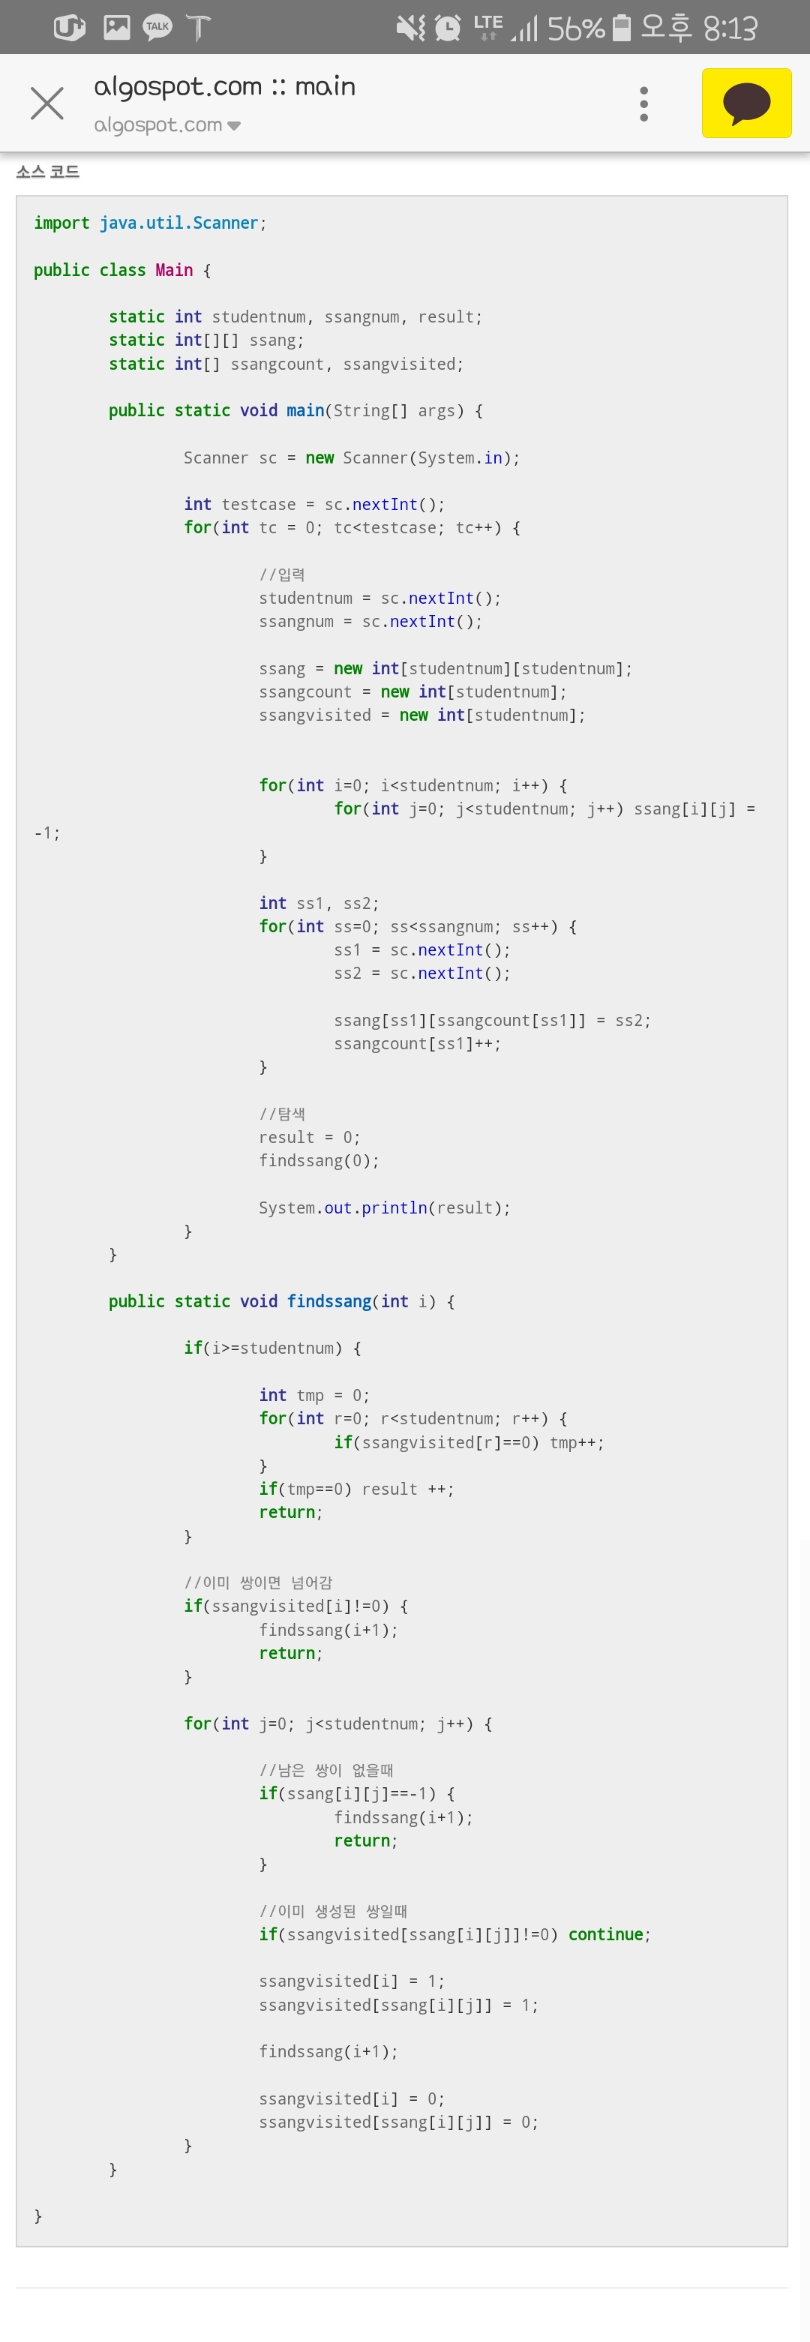 TALK LTE 56% 오후 8:13
algospot.com :: main
algospot.com
소스 코드
import java.util.Scanner;
public class Main {
static int studentnum, ssangnum, result;
static int[][] ssang;
static int[] ssangcount, ssangvisited;
public static void main(String[] args) {
Scanner sc = new Scanner(System.in);
int testcase = sc.nextInt();
for(int tc = 0; tc<testcase; tc++) {
//입력
studentnum = sc.nextInt();
ssangnum = sc.nextInt();
ssang = new int[studentnum][studentnum];
ssangcount = new int[studentnum];
ssangvisited = new int[studentnum];
for(int i=0; i<studentnum; i++) {
for(int j=0; j<studentnum; j++) ssang[i][j] =
-1;
}
int ss1, ss2;
for(int ss=0; ss<ssangnum; ss++) {
ss1 = sc.nextInt();
ss2 = sc.nextInt();
ssang[ss1][ssangcount[ss1]] = ss2;
ssangcount[ss1]++;
}
//탐색
result = 0;
findssang(0);
System.out.println(result);
}
}
public static void findssang(int i) {
if(i>=studentnum) {
int tmp = 0;
for(int r=0; r<studentnum; r++) {
if(ssangvisited[r]==0) tmp++;
}
if(tmp==0) result ++;
return;
}
//이미 쌍이면 넘어감
if(ssangvisited[i]!=0) {
findssang(i+1);
return;
}
for(int j=0; j<studentnum; j++) {
//남은 쌍이 없을때
if(ssang[i][j]==-1) {
findssang(i+1);
return;
}
//이미 생성된 쌍일때
if(ssangvisited[ssang[i][j]]!=0) continue;
ssangvisited[i] = 1;
ssangvisited[ssang[i][j]] = 1;
findssang(i+1);
ssangvisited[i] = 0;
ssangvisited[ssang[i][j]] = 0;
}
}
}